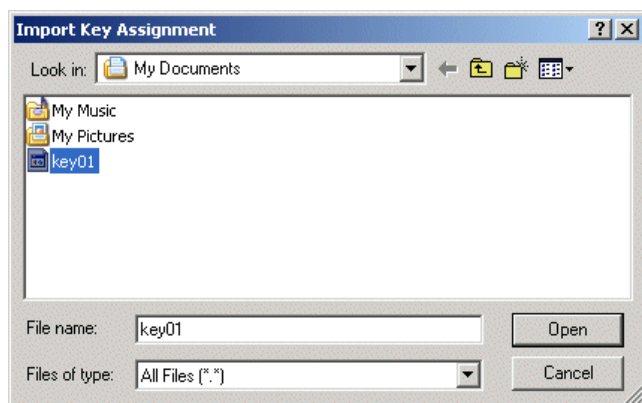 Import Key Assignment
Look in: My Documents
My Music
My Pictures
key01
File name: key01 Open
Files of type: All Files (*.*) Cancel